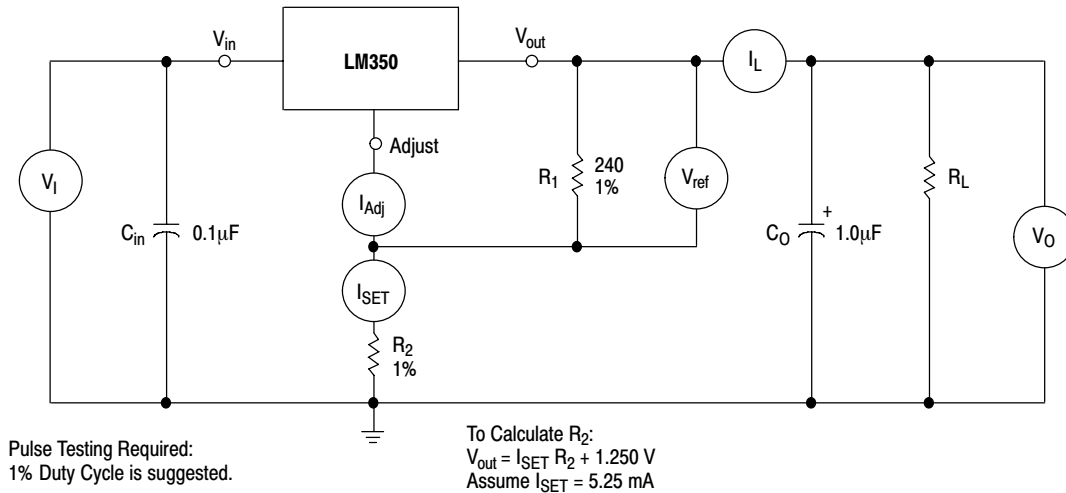 V_in
LM350
V_out
I_L
Adjust
V_I
C_in
0.1μF
I_Adj
R_1
240
1%
V_ref
C_O
+
1.0μF
R_L
V_O
I_SET
R_2
1%
Pulse Testing Required:
1% Duty Cycle is suggested.
To Calculate R_2:
V_out = I_SET R_2 + 1.250 V
Assume I_SET = 5.25 mA